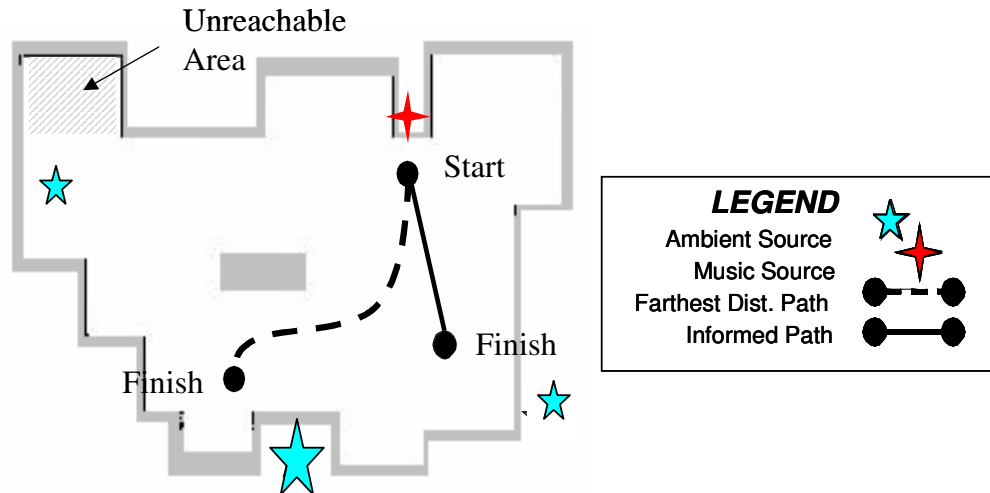 Unreachable
Area
Start
Finish
Finish
LEGEND
Ambient Source
Music Source
Farthest Dist. Path
Informed Path